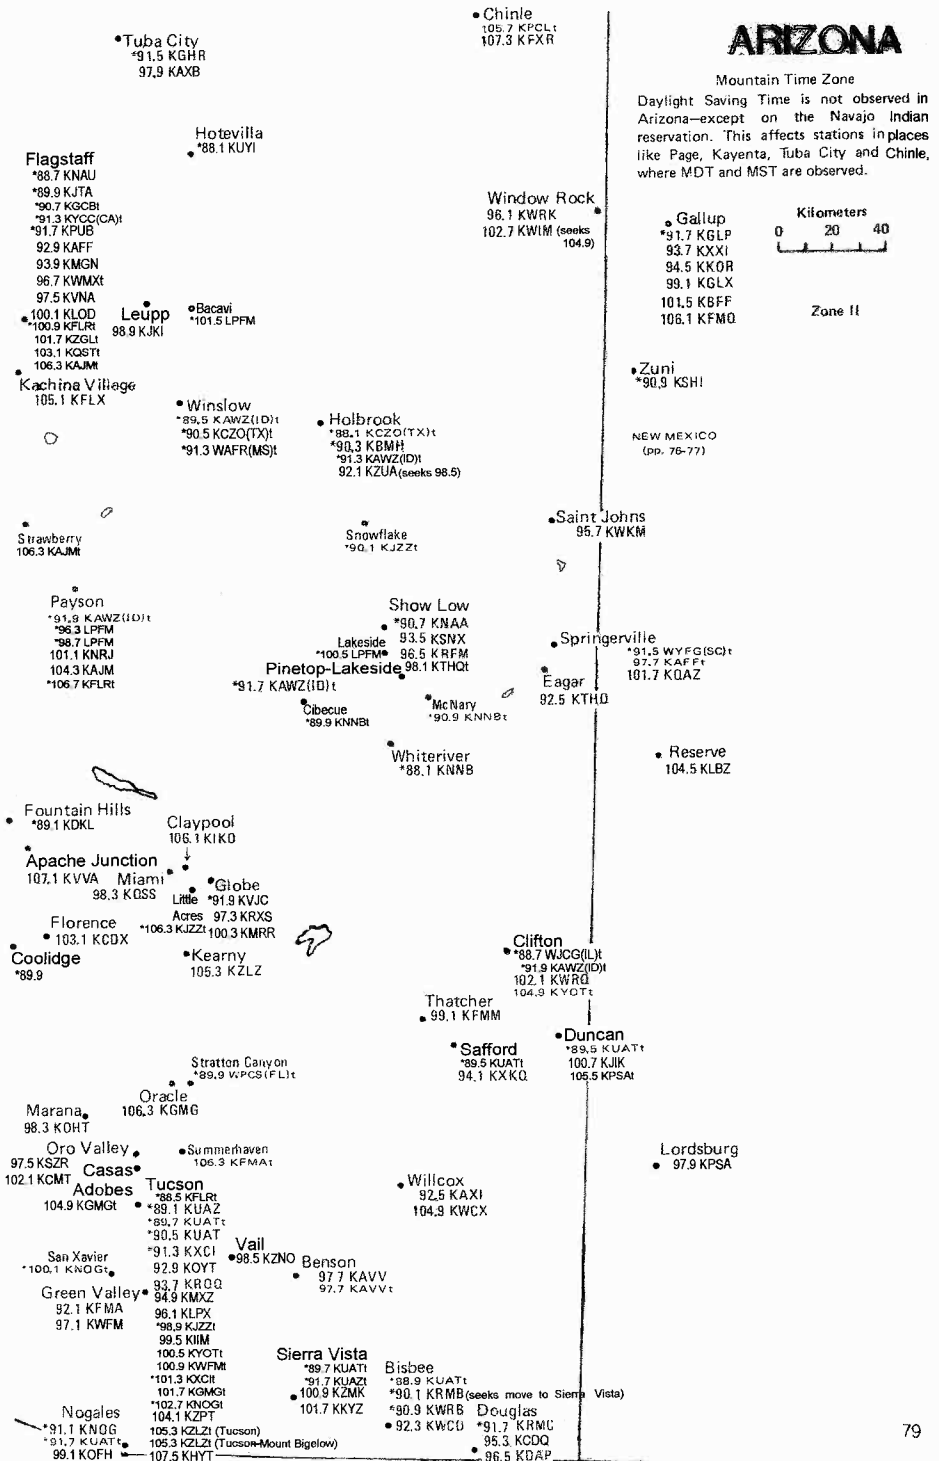 ARIZONA
Mountain Time Zone
Daylight Saving Time is not observed in
Arizona—except on the Navajo Indian
reservation. This affects stations in places
like Page, Kayenta, Tuba City and Chinle,
where MDT and MST are observed.
Kilometers
0 20 40
Zone II
Chinle
105.7 KPCLt
107.3 KFXR
Tuba City
*91.5 KGHR
97.9 KAXB
Hotevilla
*88.1 KUYI
Flagstaff
*88.7 KNAU
*89.9 KJTA
*90.7 KGCBt
*91.3 KYCC(CA)t
*91.7 KPUB
92.9 KAFF
93.9 KMGN
96.7 KWMXt
97.5 KVNA
100.1 KLOD
*100.9 KFLRt
101.7 KZGLt
103.1 KQSTt
106.3 KAJMt
Leupp
98.9 KJKI
Bacavi
*101.5 LPFM
Window Rock
96.1 KWRK
102.7 KWIM (seeks
104.9)
Gallup
*91.7 KGLP
93.7 KXXI
94.5 KKOR
99.1 KGLX
101.5 KBFF
106.1 KFMQ
Kachina Village
105.1 KFLX
Zuni
*90.9 KSHI
Winslow
*89.5 KAWZ(ID)t
*90.5 KCZO(TX)t
*91.3 WAFR(MS)t
Holbrook
*88.1 KCZO(TX)t
*90.3 KBMH
*91.3 KAWZ(ID)t
92.1 KZUA (seeks 98.5)
NEW MEXICO
(pp. 76-77)
Strawberry
106.3 KAJMt
Snowflake
*90.1 KJZZt
Saint Johns
95.7 KWKM
Payson
*91.9 KAWZ(ID)t
*96.3 LPFM
*98.7 LPFM
101.1 KNRJ
104.3 KAJM
*106.7 KFLRt
Show Low
*90.7 KNAA
93.5 KSNX
96.5 KRFM
98.1 KTHQt
Lakeside
*100.5 LPFM
Pinetop-Lakeside
*91.7 KAWZ(ID)t
Springerville
*91.5 WYFG(SC)t
97.7 KAFFt
101.7 KQAZ
Eagar
92.5 KTHQ
Cibecue
*89.9 KNNBt
McNary
*90.9 KNNBt
Whiteriver
*88.1 KNNB
Reserve
104.5 KLBZ
Fountain Hills
*89.1 KDKL
Claypool
106.1 KIKO
Apache Junction
107.1 KVVA
Miami
98.3 KQSS
Globe
*91.9 KVJC
97.3 KRXS
100.3 KMRR
Little
Acres
*106.3 KJZZt
Florence
103.1 KCDX
Coolidge
*89.9
Kearny
105.3 KZLZ
Clifton
*88.7 WJCG(IL)t
*91.9 KAWZ(ID)t
102.1 KWRQ
104.9 KYOTt
Thatcher
99.1 KFMM
Safford
*89.5 KUATt
94.1 KXKQ
Duncan
*89.5 KUATt
100.7 KJIK
105.5 KPSAt
Stratton Canyon
*89.9 WPCS(FL)t
Oracle
106.3 KGMG
Marana
98.3 KOHT
Oro Valley
97.5 KSZR
102.1 KCMT
Summerhaven
106.3 KFMAt
Lordsburg
97.9 KPSA
Casas
Adobes
104.9 KGMGt
Willcox
92.5 KAXI
104.9 KWCX
Tucson
*88.5 KFLRt
*89.1 KUAZ
*89.7 KUATt
*90.5 KUAT
*91.3 KXCI
92.9 KOYT
93.7 KRQQ
94.9 KMXZ
96.1 KLPX
*98.9 KJZZt
99.5 KIIM
100.5 KYOTt
100.9 KWFMt
*101.3 KXCIt
101.7 KGMGt
*102.7 KNOGt
104.1 KZPT
105.3 KZLZt (Tucson)
105.3 KZLZt (Tucson-Mount Bigelow)
107.5 KHYT
Vail
98.5 KZNO
Benson
97.7 KAVV
97.7 KAVVt
San Xavier
*100.1 KNOGt
Green Valley
92.1 KFMA
97.1 KWFM
Sierra Vista
*89.7 KUATt
*91.7 KUAZt
100.9 KZMK
101.7 KKYZ
Bisbee
*88.9 KUATt
*90.1 KRMB (seeks move to Sierra Vista)
*90.9 KWRB
92.3 KWCD
Douglas
*91.7 KRMC
95.3 KCDQ
96.5 KDAP
Nogales
*91.1 KNOG
*91.7 KUATt
99.1 KOFH
79